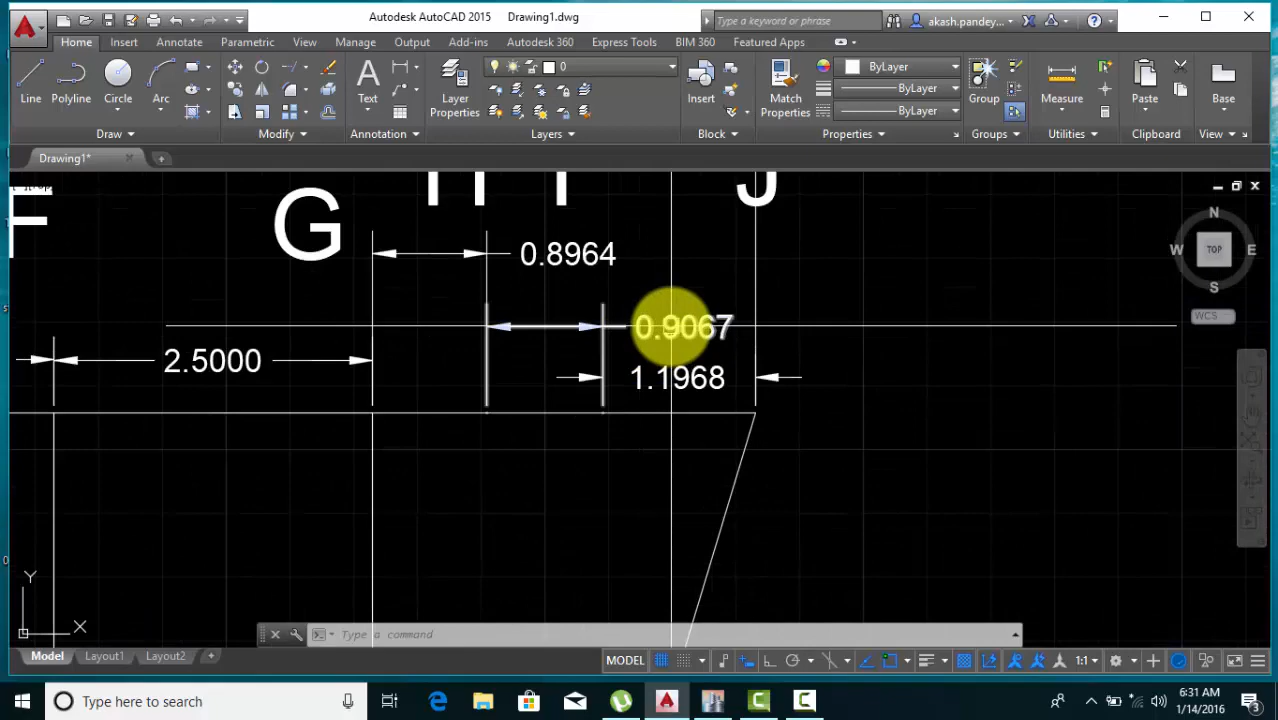 Autodesk AutoCAD 2015 Drawing1.dwg Type a keyword or phrase akash.pandey...
Home Insert Annotate Parametric View Manage Output Add-ins Autodesk 360 Express Tools BIM 360 Featured Apps
0 ByLayer
ByLayer
ByLayer
Line Polyline Circle Arc Text Layer Properties Insert Match Properties Group Measure Paste Base
Draw Modify Annotation Layers Block Properties Groups Utilities Clipboard View
Drawing1*
F G H I J
N
W TOP E
S
WCS
0.8964
0.9067
2.5000
1.1968
Y
X
Type a command
Model Layout1 Layout2 + MODEL 1:1
Type here to search
6:31 AM
1/14/2016
3